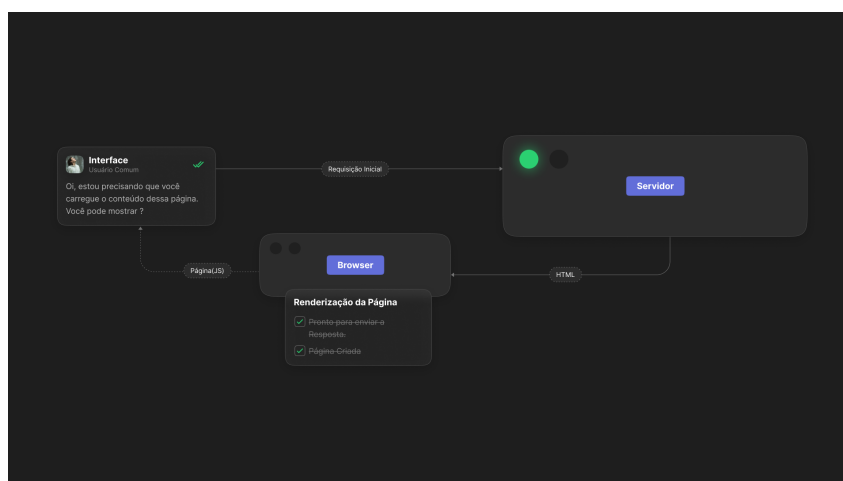 Interface
Usuário Comum
Oi, estou precisando que você
carregue o conteúdo dessa página.
Você pode mostrar ?
Requisição Inicial
Servidor
Browser
Página(JS)
HTML
Renderização da Página
Pronto para enviar a
Resposta.
Página Criada